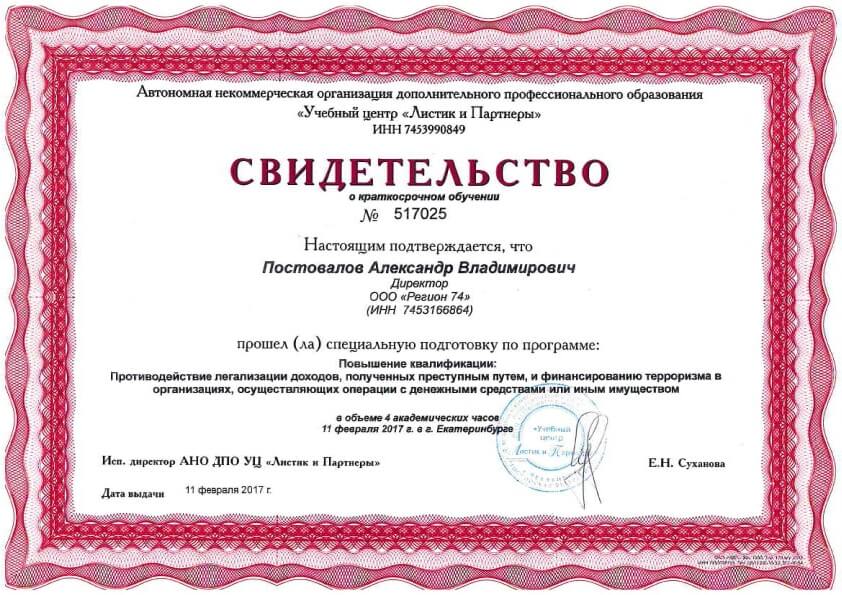 Автономная некоммерческая организация дополнительного профессионального образования
«Учебный центр «Листик и Партнеры»
ИНН 7453990849
СВИДЕТЕЛЬСТВО
о краткосрочном обучении
№ 517025
Настоящим подтверждается, что
Постовалов Александр Владимирович
Директор
ООО «Регион 74»
(ИНН 7453166864)
прошел (ла) специальную подготовку по программе:
Повышение квалификации:
Противодействие легализации доходов, полученных преступным путем, и финансированию терроризма в
организациях, осуществляющих операции с денежными средствами или иным имуществом
в объеме 4 академических часов
11 февраля 2017 г. в г. Екатеринбурге
«Учебный
центр
Листик и
Исп. директор АНО ДПО УЦ «Листик и Партнеры»
Е.Н. Суханова
Дата выдачи 11 февраля 2017 г.